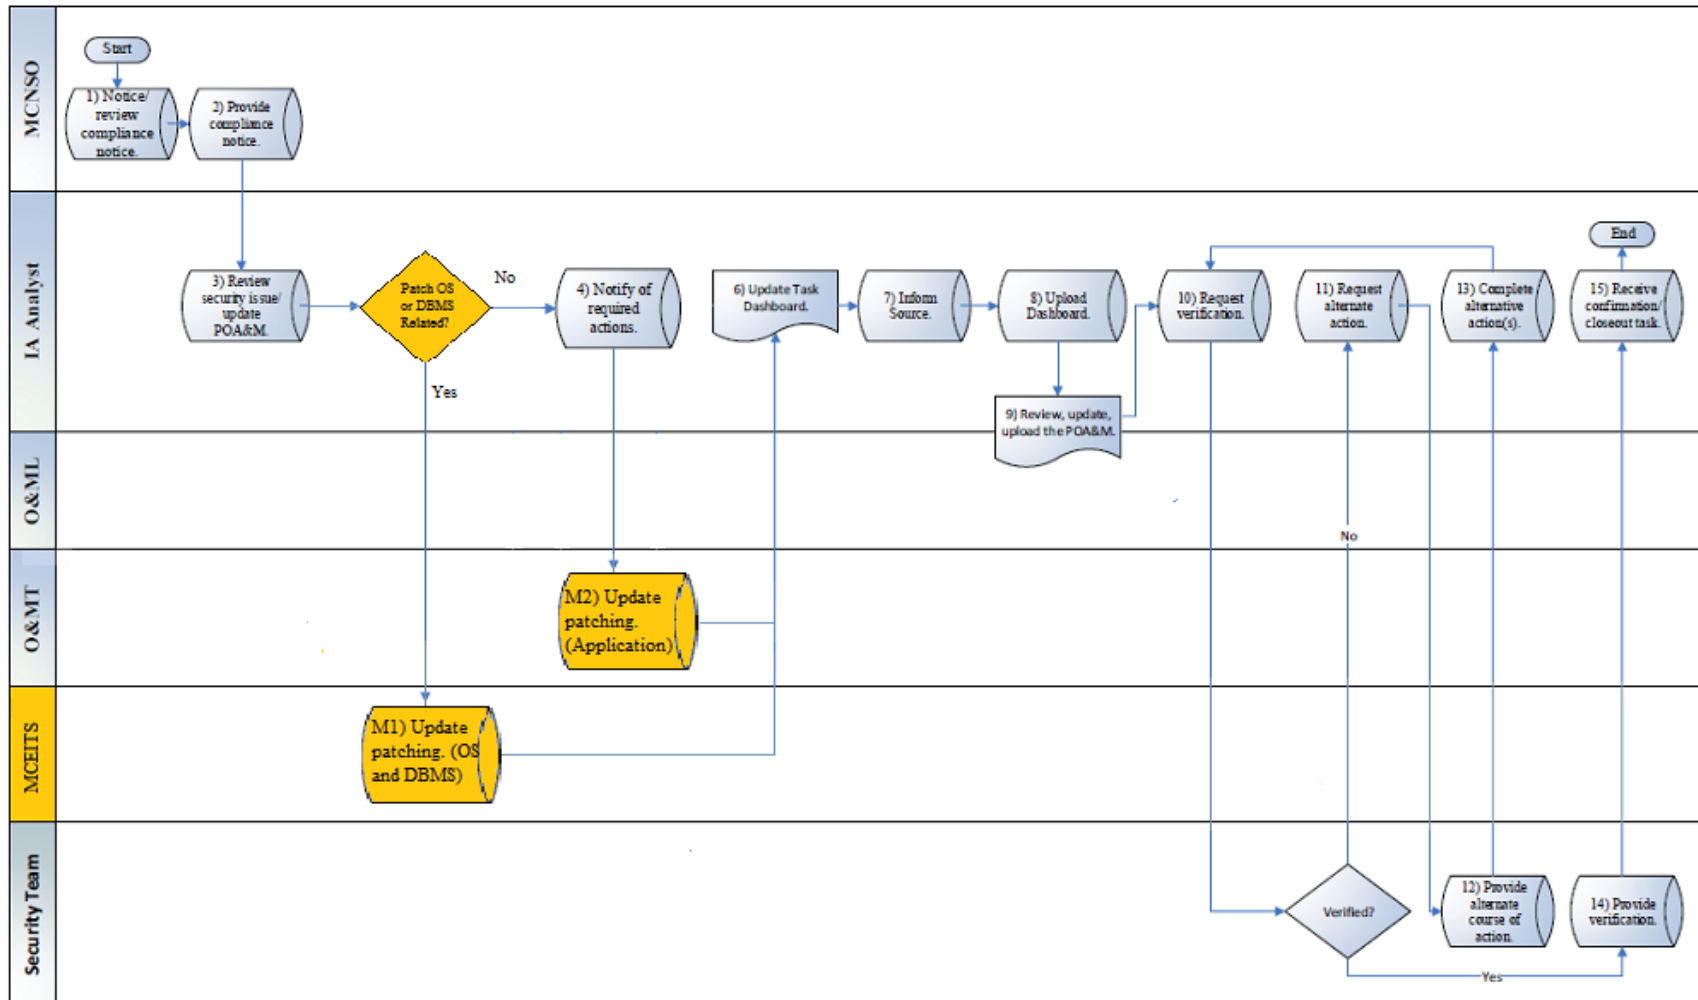 MCNSO
Start
1) Notice/
review
compliance
notice.
2) Provide
compliance
notice.
IA Analyst
3) Review
security issue/
update
POA&M.
Patch OS
or DBMS
Related?
No
Yes
4) Notify of
required
actions.
6) Update Task
Dashboard.
7) Inform
Source.
8) Upload
Dashboard.
9) Review, update,
upload the POA&M.
10) Request
verification.
11) Request
alternate
action.
13) Complete
alternative
action(s).
End
15) Receive
confirmation/
closeout task.
O&ML
No
O&MT
M2) Update
patching.
(Application)
MCEITS
M1) Update
patching. (OS
and DBMS)
Security Team
Verified?
12) Provide
alternate
course of
action.
14) Provide
verification.
Yes